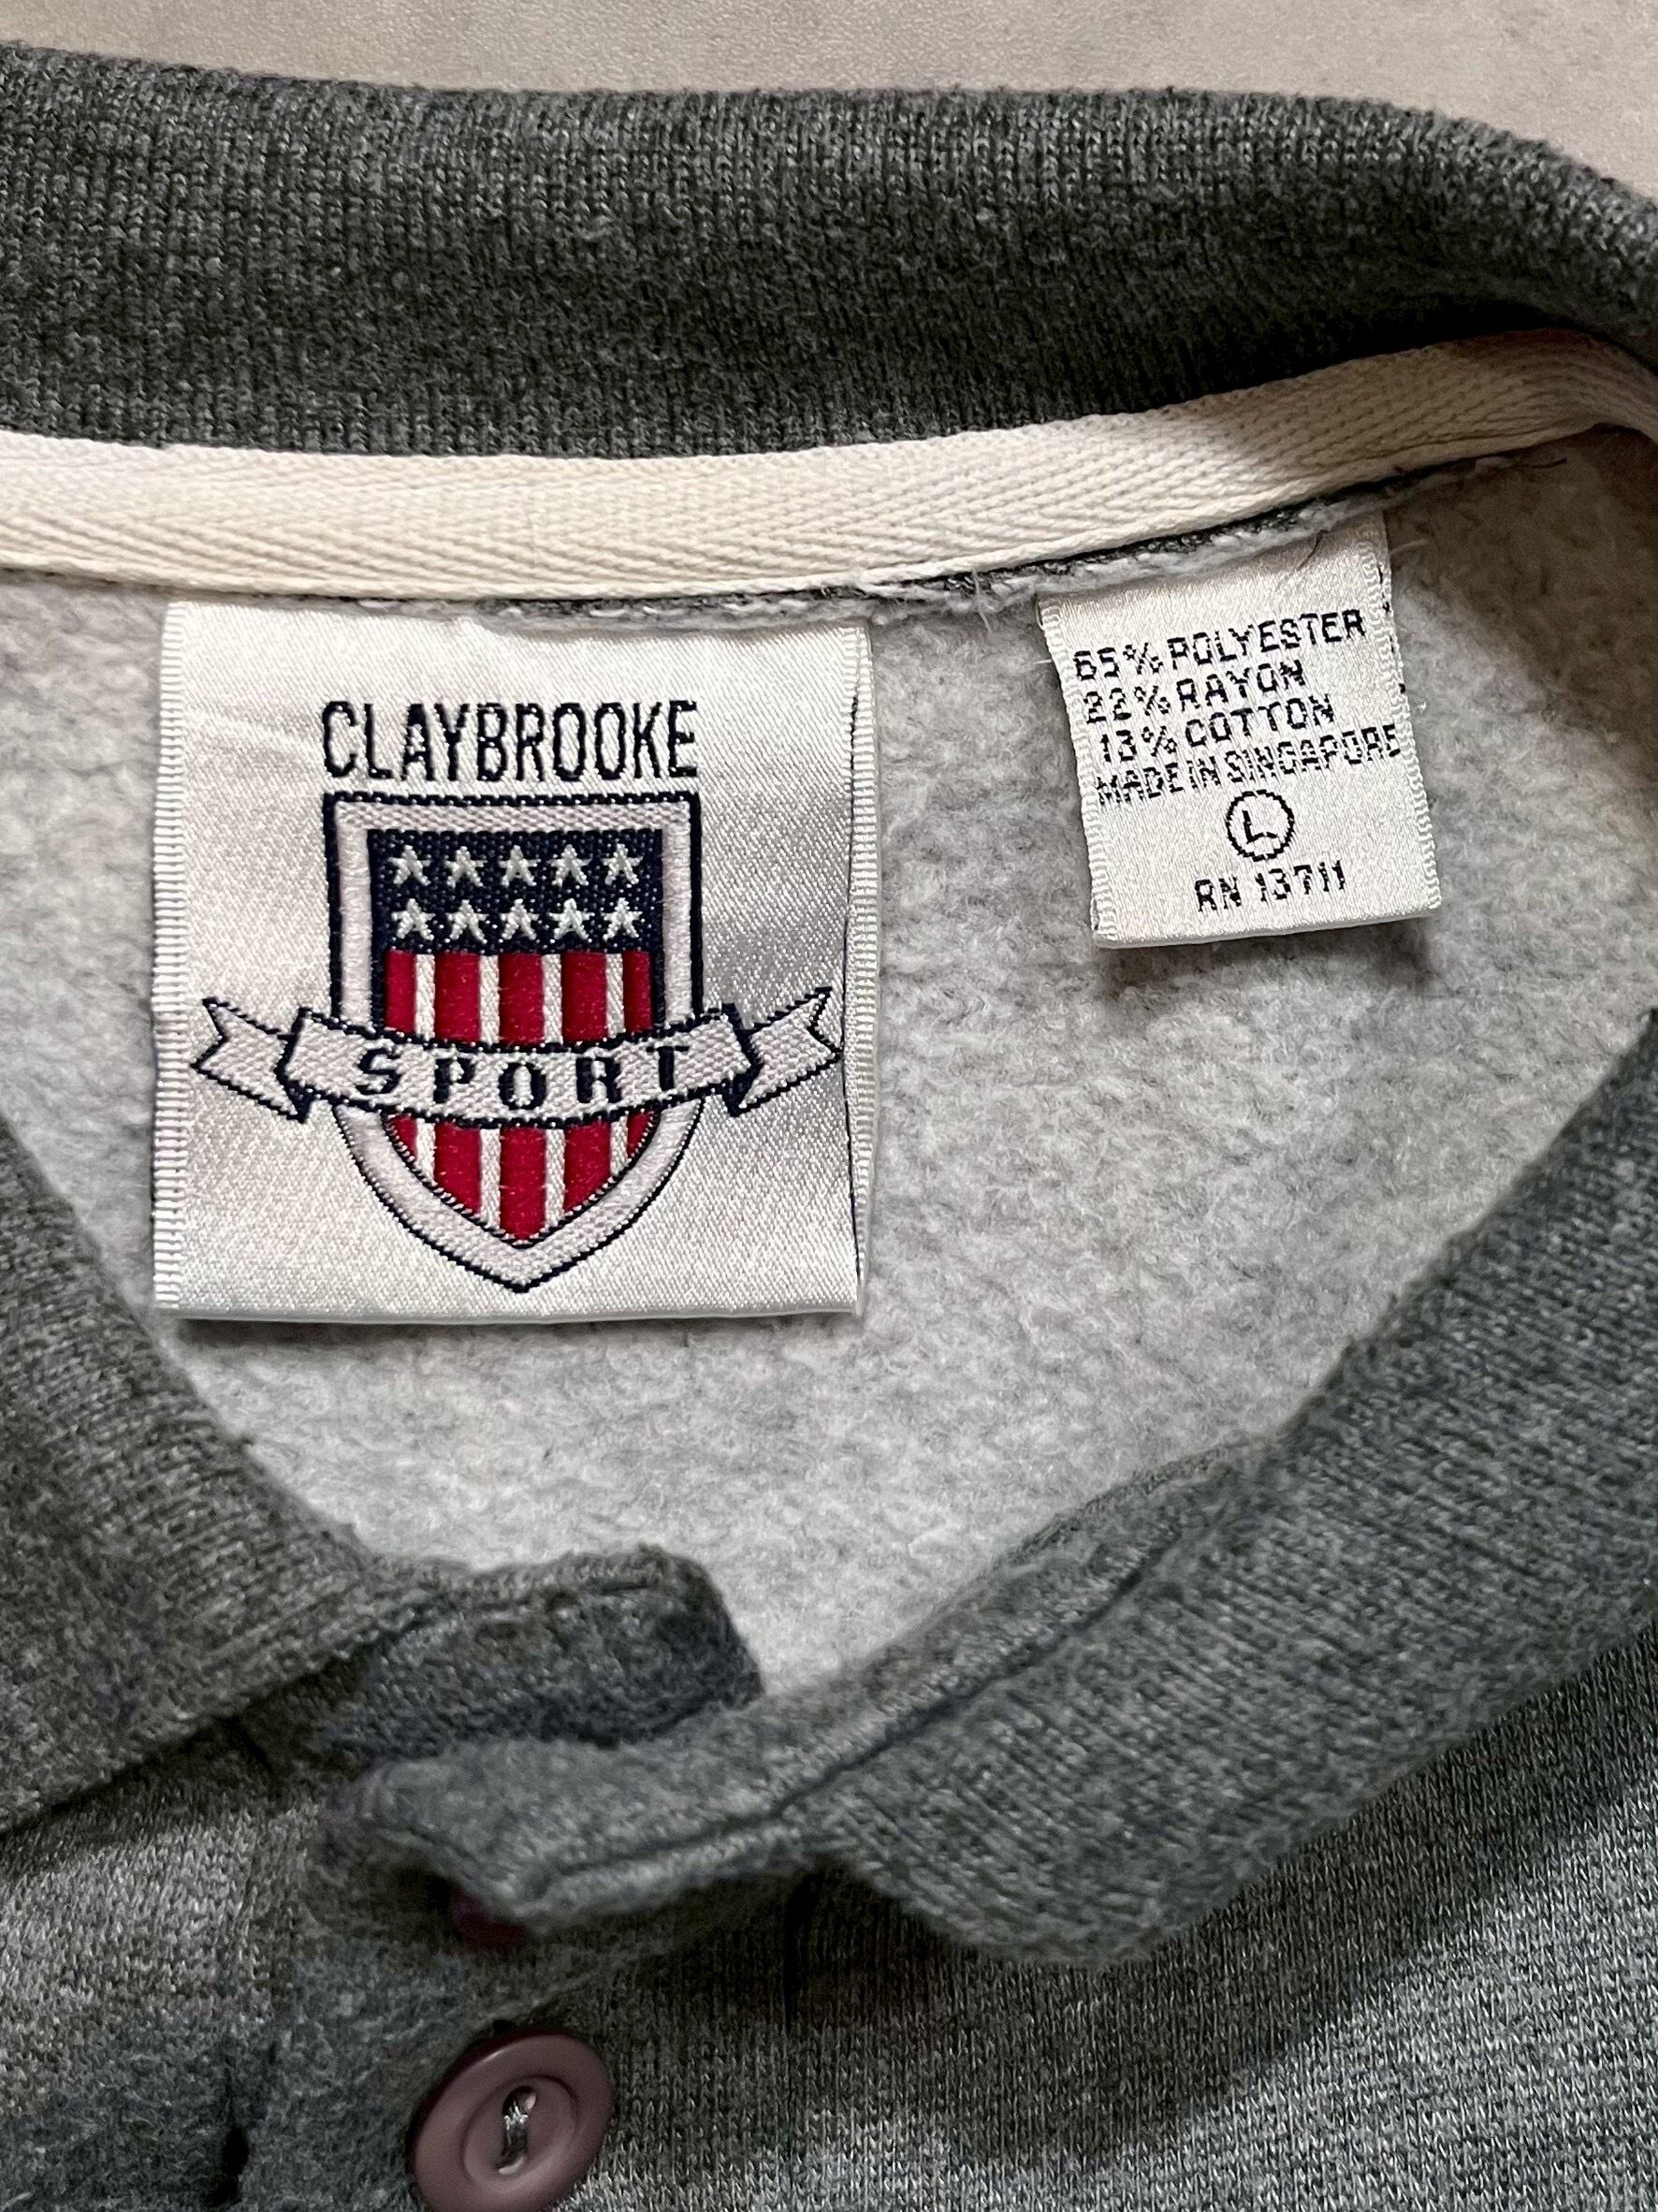 CLAYBROOKE
SPORT
65% POLYESTER
22% RAYON
13% COTTON
MADE IN SINGAPORE
L
RN 13711